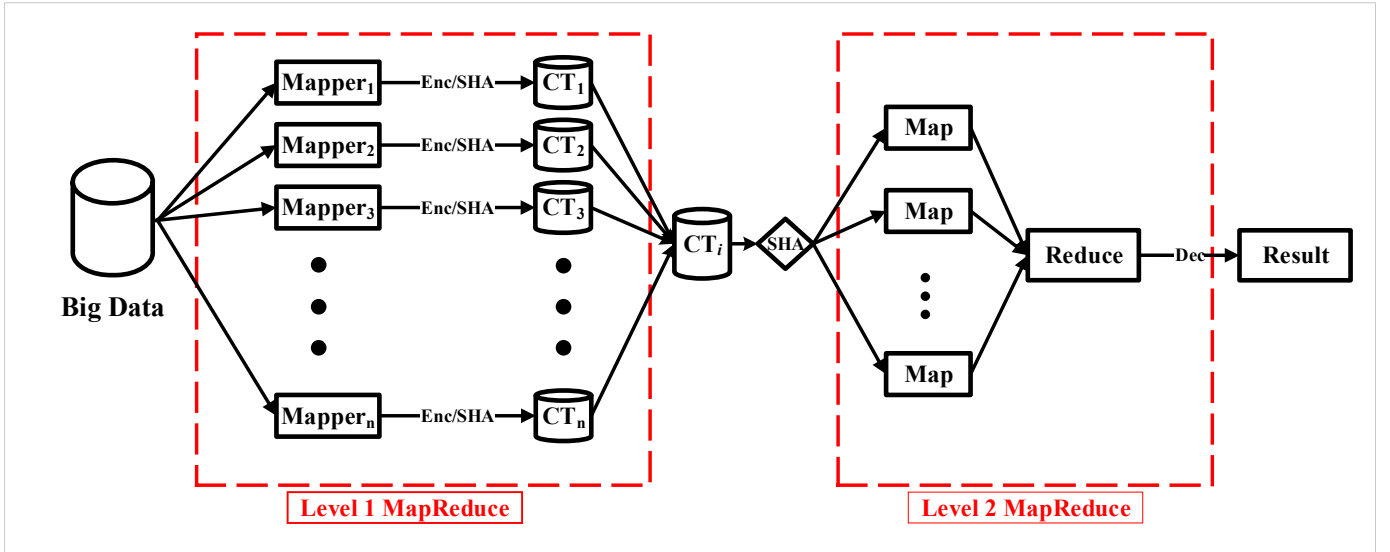 Big Data
Mapper₁
Enc/SHA
CT₁
Mapper₂
Enc/SHA
CT₂
Mapper₃
Enc/SHA
CT₃
Mapperₙ
Enc/SHA
CTₙ
Level 1 MapReduce
CTᵢ
SHA
Map
Map
Map
Reduce
Dec
Result
Level 2 MapReduce